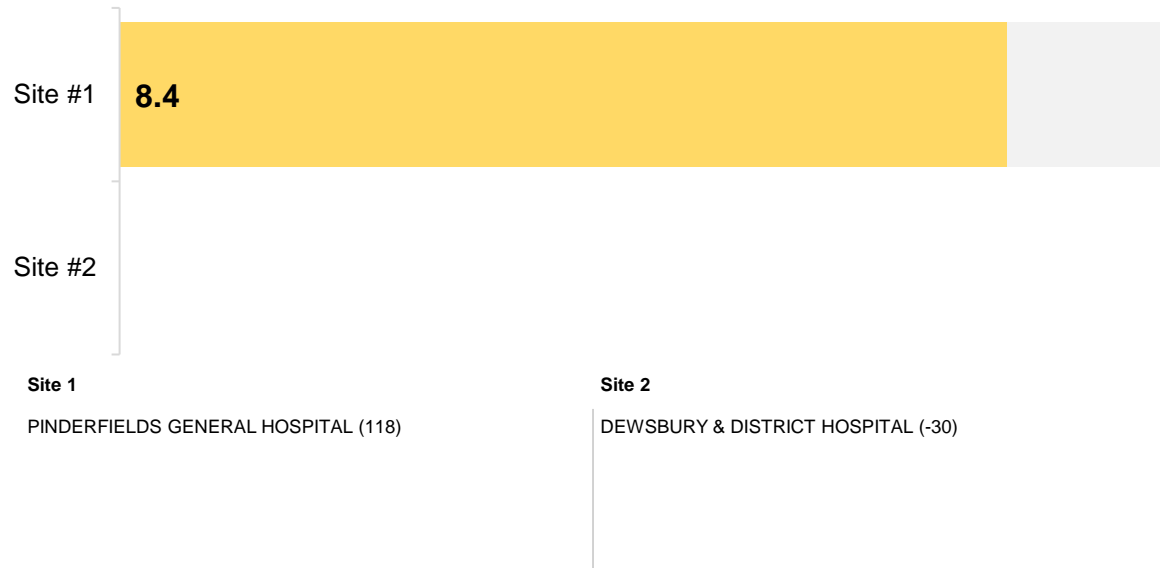 Site #1
8.4
Site #2
Site 1
Site 2
PINDERFIELDS GENERAL HOSPITAL (118)
DEWSBURY & DISTRICT HOSPITAL (-30)